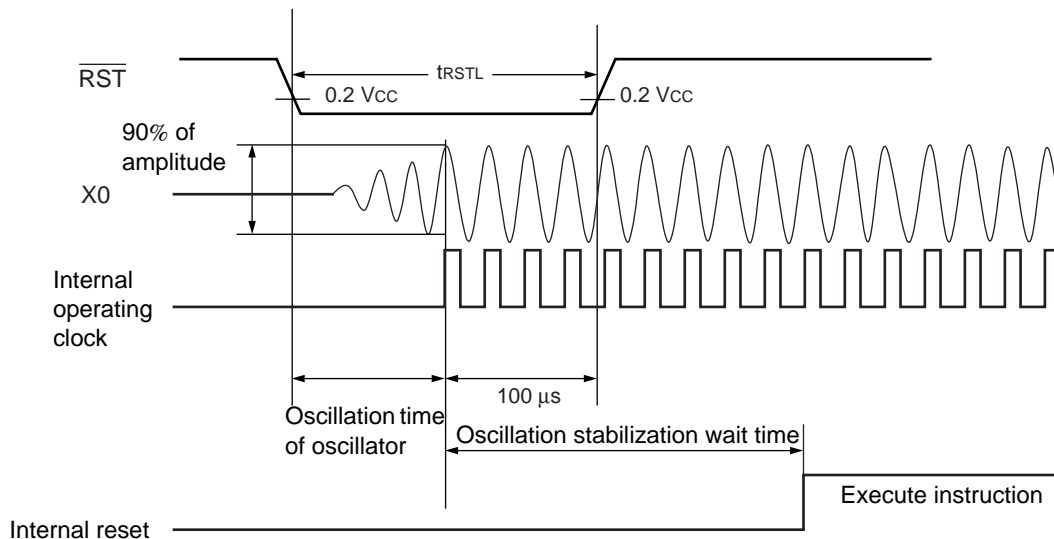 RST
tRSTL
0.2 VCC
0.2 VCC
90% of
amplitude
X0
Internal
operating
clock
100 μs
Oscillation time
of oscillator
Oscillation stabilization wait time
Execute instruction
Internal reset